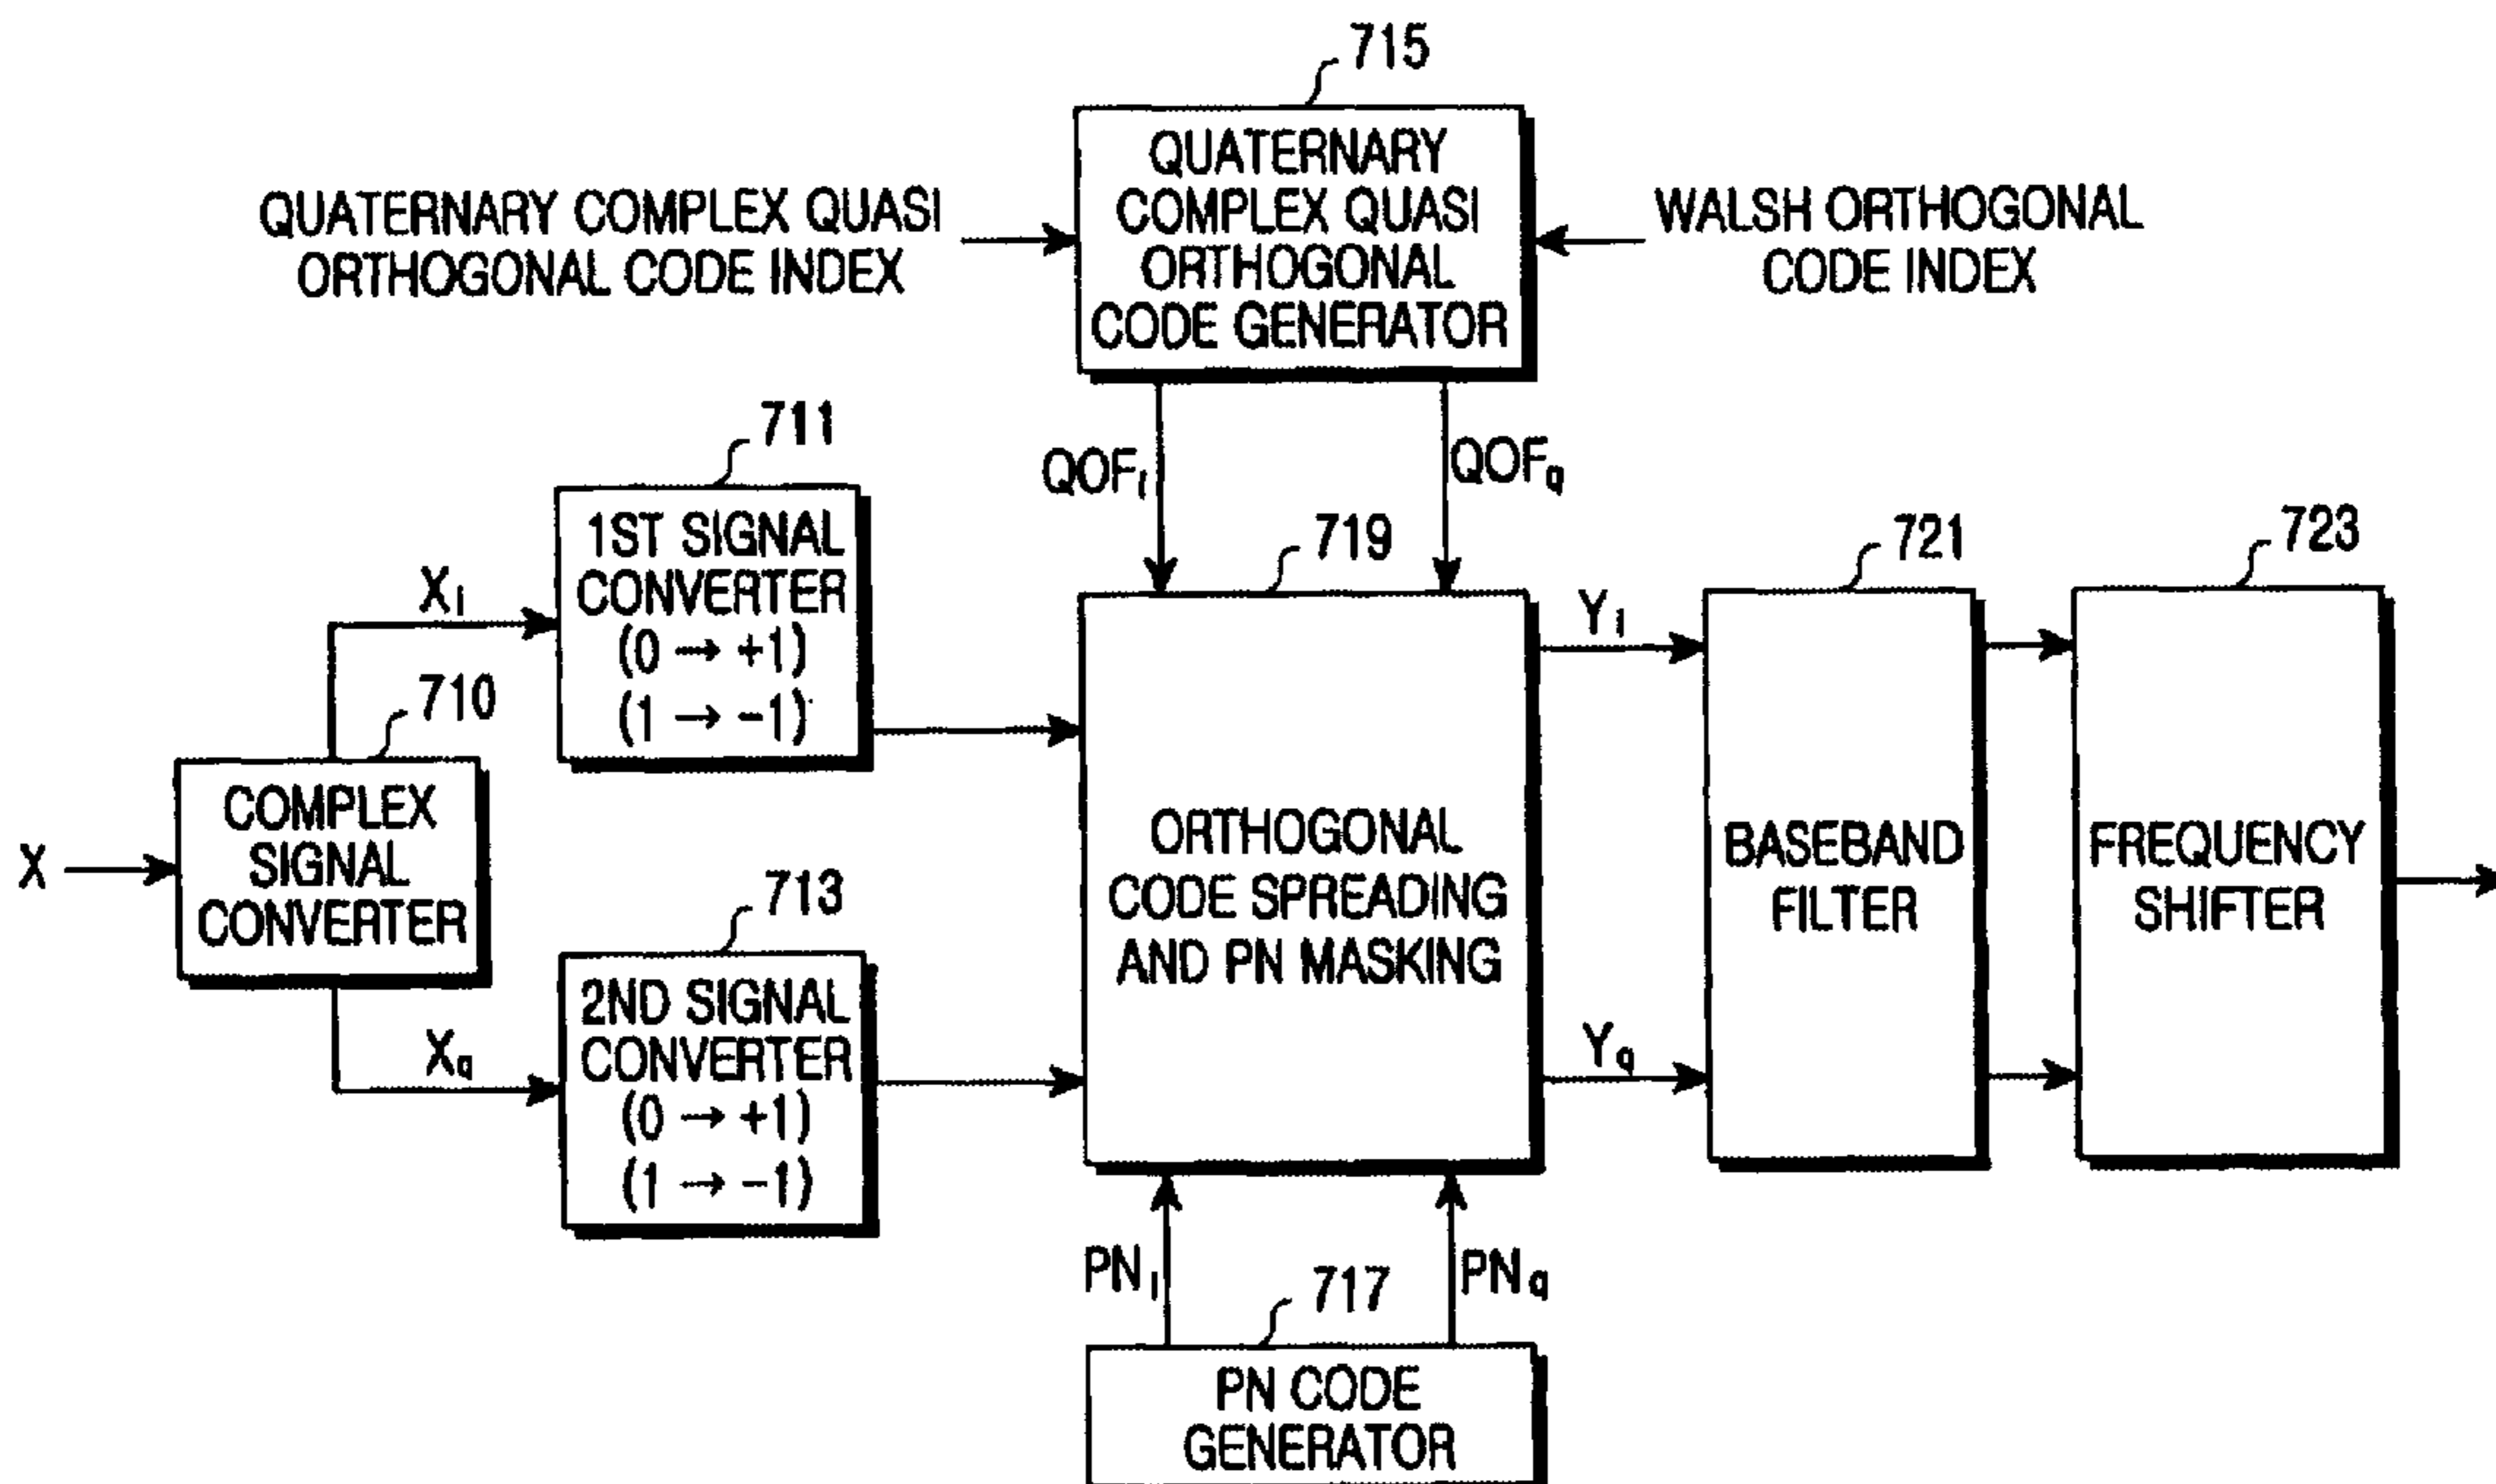 715
QUATERNARY
COMPLEX QUASI
ORTHOGONAL
CODE GENERATOR
QUATERNARY COMPLEX QUASI
ORTHOGONAL CODE INDEX
WALSH ORTHOGONAL
CODE INDEX
QOFI
QOFq
711
1ST SIGNAL
CONVERTER
(0 → +1)
(1 → -1)
XI
710
COMPLEX
SIGNAL
CONVERTER
X
Xq
713
2ND SIGNAL
CONVERTER
(0 → +1)
(1 → -1)
719
ORTHOGONAL
CODE SPREADING
AND PN MASKING
YI
Yq
721
BASEBAND
FILTER
723
FREQUENCY
SHIFTER
PNI
PNq
717
PN CODE
GENERATOR